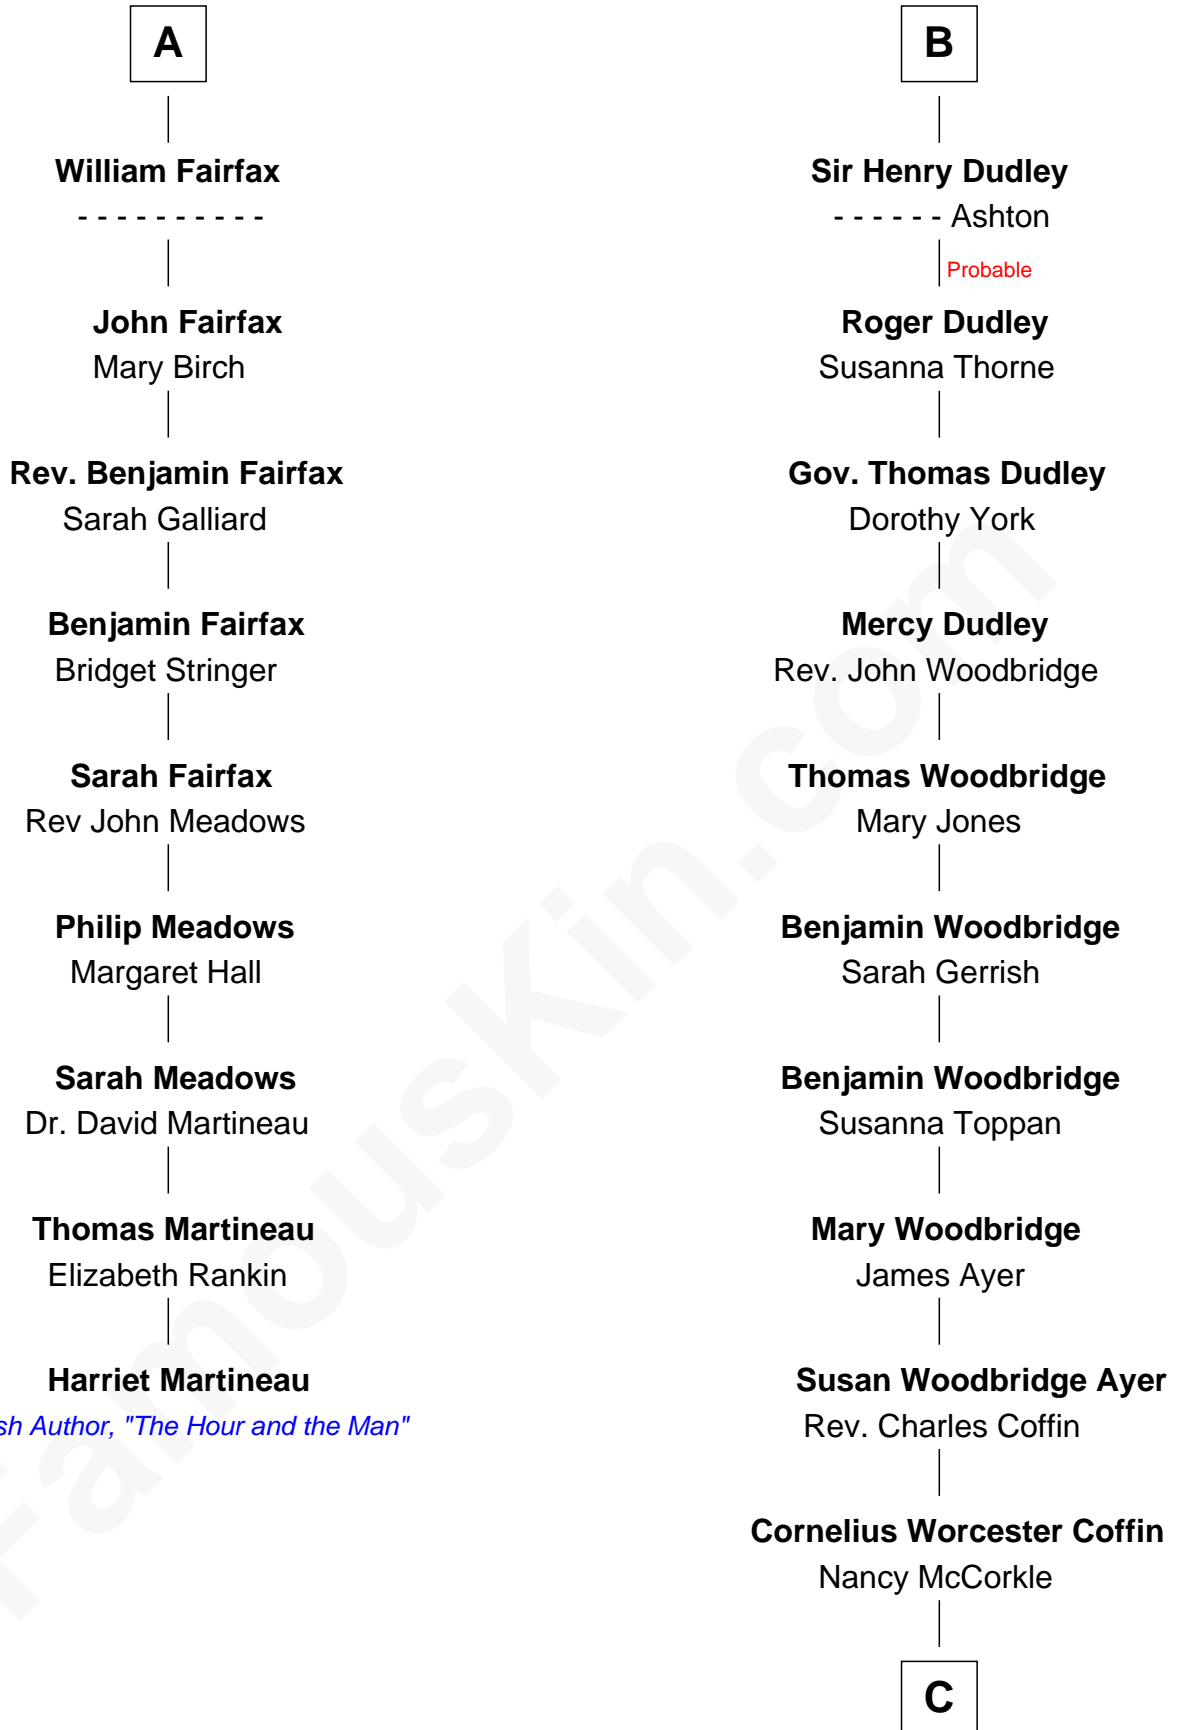 A
William Fairfax
- - - - - - - - - -
John Fairfax
Mary Birch
Rev. Benjamin Fairfax
Sarah Galliard
Benjamin Fairfax
Bridget Stringer
Sarah Fairfax
Rev John Meadows
Philip Meadows
Margaret Hall
Sarah Meadows
Dr. David Martineau
Thomas Martineau
Elizabeth Rankin
Harriet Martineau
Author, "The Hour and the Man"
B
Sir Henry Dudley
- - - - - - Ashton
Probable
Roger Dudley
Susanna Thorne
Gov. Thomas Dudley
Dorothy York
Mercy Dudley
Rev. John Woodbridge
Thomas Woodbridge
Mary Jones
Benjamin Woodbridge
Sarah Gerrish
Benjamin Woodbridge
Susanna Toppan
Mary Woodbridge
James Ayer
Susan Woodbridge Ayer
Rev. Charles Coffin
Cornelius Worcester Coffin
Nancy McCorkle
C
FamousKin.com